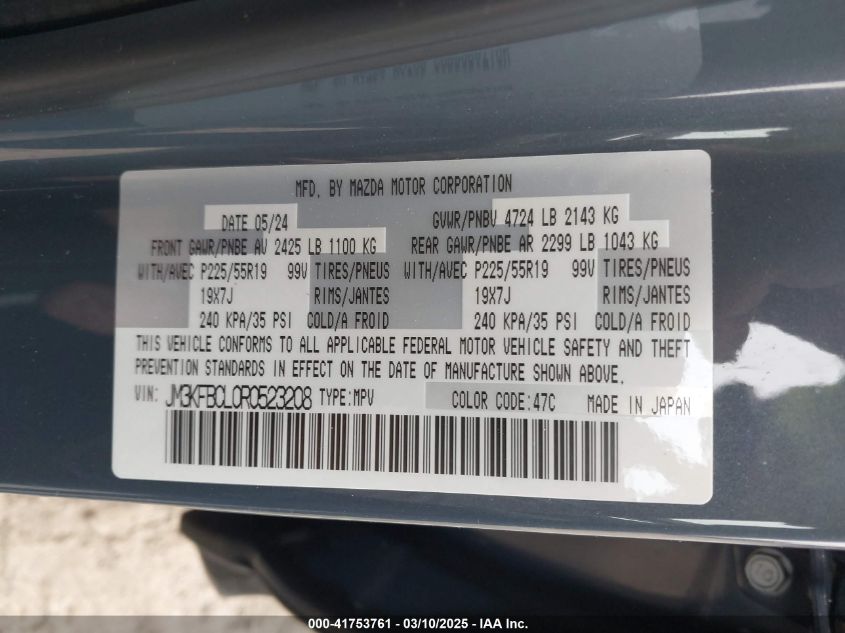 MFD. BY MAZDA MOTOR CORPORATION
DATE 05/24 GVWR/PNBV 4724 LB 2143 KG
FRONT GAWR/PNBE AV 2425 LB 1100 KG REAR GAWR/PNBE AR 2299 LB 1043 KG
WITH/AVEC P225/55R19 99V TIRES/PNEUS WITH/AVEC P225/55R19 99V TIRES/PNEUS
19X7J RIMS/JANTES 19X7J RIMS/JANTES
240 KPA/35 PSI COLD/A FROID 240 KPA/35 PSI COLD/A FROID
THIS VEHICLE CONFORMS TO ALL APPLICABLE FEDERAL MOTOR VEHICLE SAFETY AND THEFT
PREVENTION STANDARDS IN EFFECT ON THE DATE OF MANUFACTURE SHOWN ABOVE.
VIN: JM3KFBCL0R0523208 TYPE:MPV COLOR CODE:47C MADE IN JAPAN
000-41753761 - 03/10/2025 - IAA Inc.